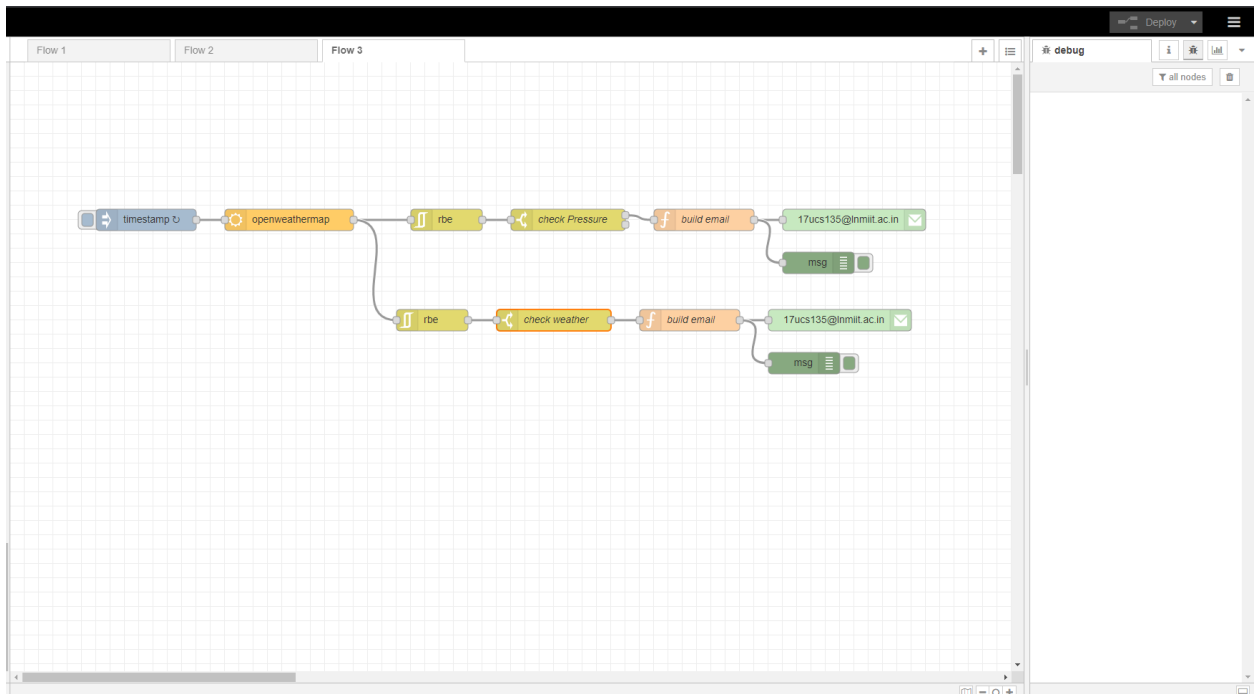 Deploy
Flow 1
Flow 2
Flow 3
debug
all nodes
timestamp ↻
openweathermap
rbe
check Pressure
build email
17ucs135@lnmiit.ac.in
msg
rbe
check weather
build email
17ucs135@lnmiit.ac.in
msg